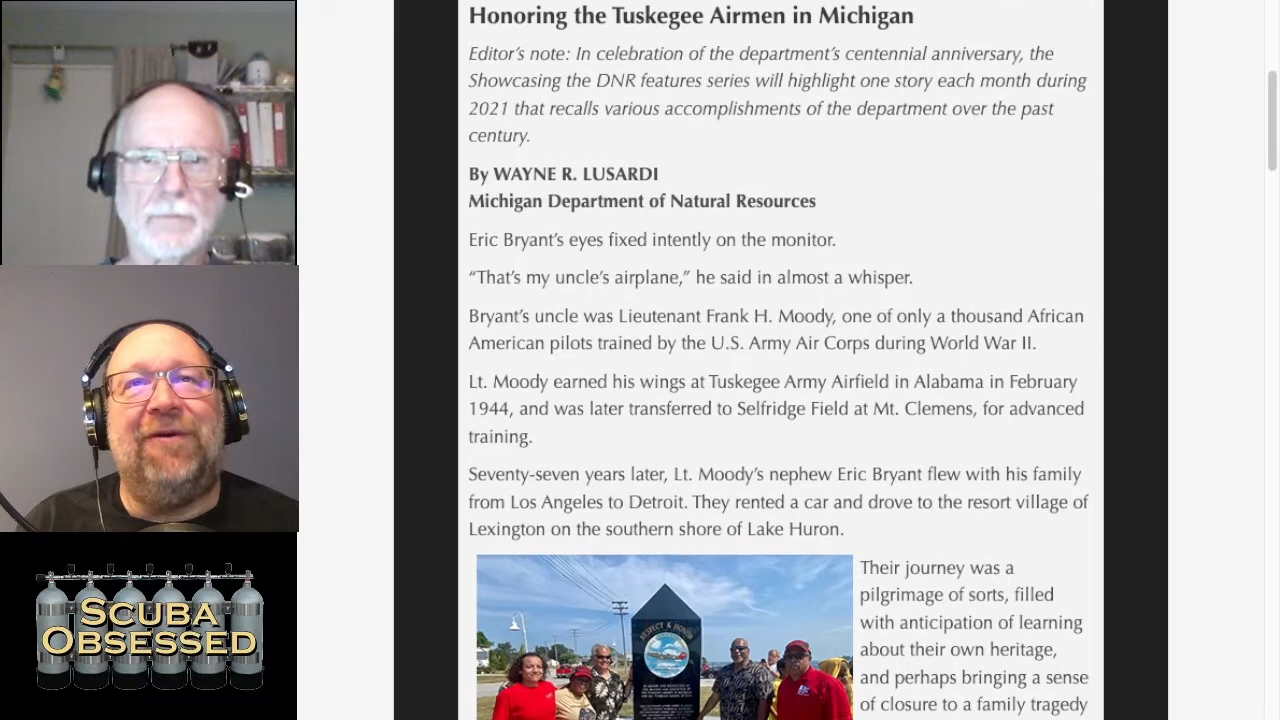 Honoring the Tuskegee Airmen in Michigan
Editor's note: In celebration of the department's centennial anniversary, the
Showcasing the DNR features series will highlight one story each month during
2021 that recalls various accomplishments of the department over the past
century.
By WAYNE R. LUSARDI
Michigan Department of Natural Resources
Eric Bryant's eyes fixed intently on the monitor.
“That's my uncle's airplane,” he said in almost a whisper.
Bryant's uncle was Lieutenant Frank H. Moody, one of only a thousand African
American pilots trained by the U.S. Army Air Corps during World War II.
Lt. Moody earned his wings at Tuskegee Army Airfield in Alabama in February
1944, and was later transferred to Selfridge Field at Mt. Clemens, for advanced
training.
Seventy-seven years later, Lt. Moody's nephew Eric Bryant flew with his family
from Los Angeles to Detroit. They rented a car and drove to the resort village of
Lexington on the southern shore of Lake Huron.
Their journey was a
pilgrimage of sorts, filled
with anticipation of learning
about their own heritage,
and perhaps bringing a sense
of closure to a family tragedy
RESPECT & HONOR
SCUBA
OBSESSED